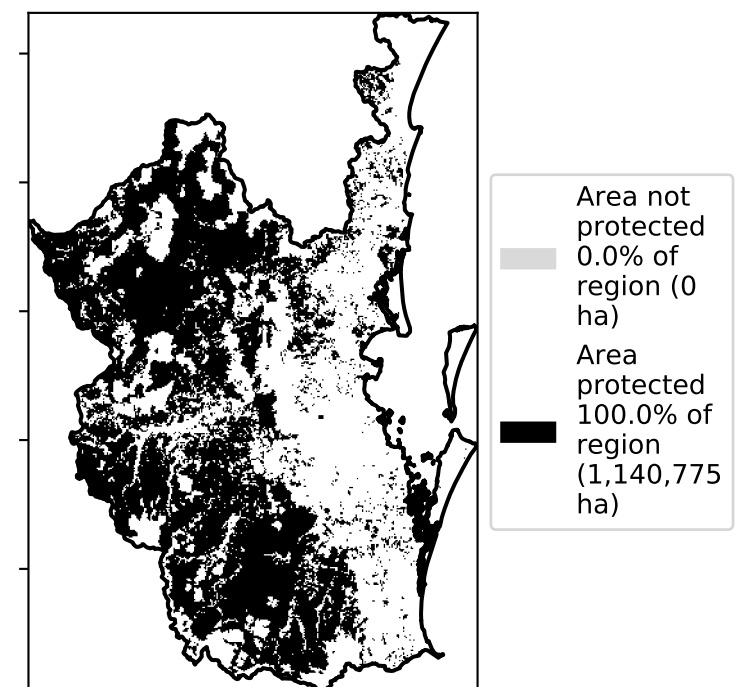 Area not
protected
0.0% of
region (0
ha)
Area
protected
100.0% of
region
(1,140,775
ha)